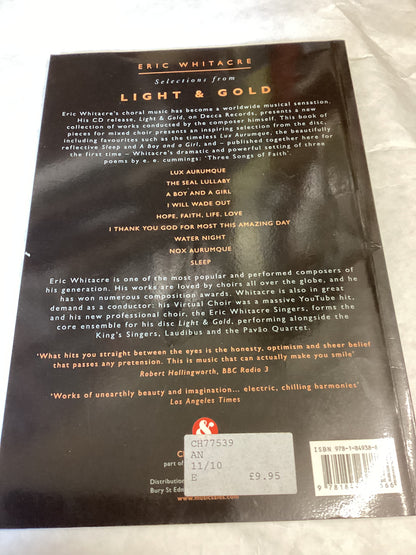 ERIC WHITACRE
Selections from
LIGHT & GOLD
Eric Whitacre's choral music has become a worldwide musical sensation.
His CD release, Light & Gold, on Decca Records, presents a new
collection of works conducted by the composer himself. This book of
pieces for mixed choir presents an inspiring selection from the disc,
including favourites such as the timeless Lux Aurumque, the beautifully
reflective Sleep and A Boy and a Girl, and – published together here for
the first time – Whitacre's dramatic and powerful setting of three
poems by e. e. cummings: 'Three Songs of Faith'.
LUX AURUMQUE
THE SEAL LULLABY
A BOY AND A GIRL
I WILL WADE OUT
HOPE, FAITH, LIFE, LOVE
I THANK YOU GOD FOR MOST THIS AMAZING DAY
WATER NIGHT
NOX AURUMQUE
SLEEP
Eric Whitacre is one of the most popular and performed composers of
his generation. His works are loved by choirs all over the globe, and he
has won numerous composition awards. Whitacre is also in great
demand as a conductor: his Virtual Choir was a massive YouTube hit,
and his new professional choir, the Eric Whitacre Singers, forms the
core ensemble for his disc Light & Gold, performing alongside the
King's Singers, Laudibus and the Pavão Quartet.
'What hits you straight between the eyes is the honesty, optimism and sheer belief
that passes any pretension. This is music that can actually make you smile'
Robert Hollingworth, BBC Radio 3
'Works of unearthly beauty and imagination... electric, chilling harmonies'
Los Angeles Times
&
part of
Distribution
Bury St Edm
www.musicsales.com
CH77539
AN
11/10
E £9.95
ISBN 978-1-84938-6
9 781 566